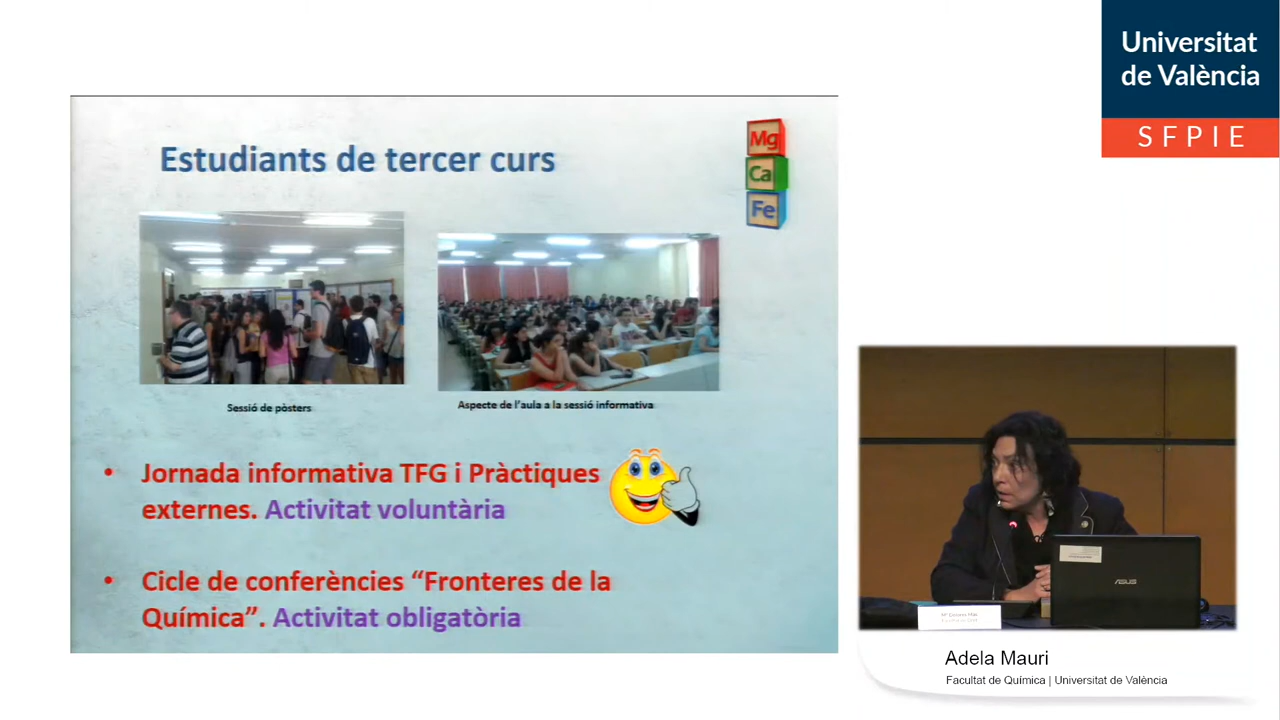 Universitat
de València
SFPIE
Estudiants de tercer curs
Mg
Ca
Fe
Sessió de pòsters
Aspecte de l'aula a la sessió informativa
• Jornada informativa TFG i Pràctiques
externes. Activitat voluntària
• Cicle de conferències “Fronteres de la
Química”. Activitat obligatòria
ASUS
Adela Mauri
Facultat de Química | Universitat de València